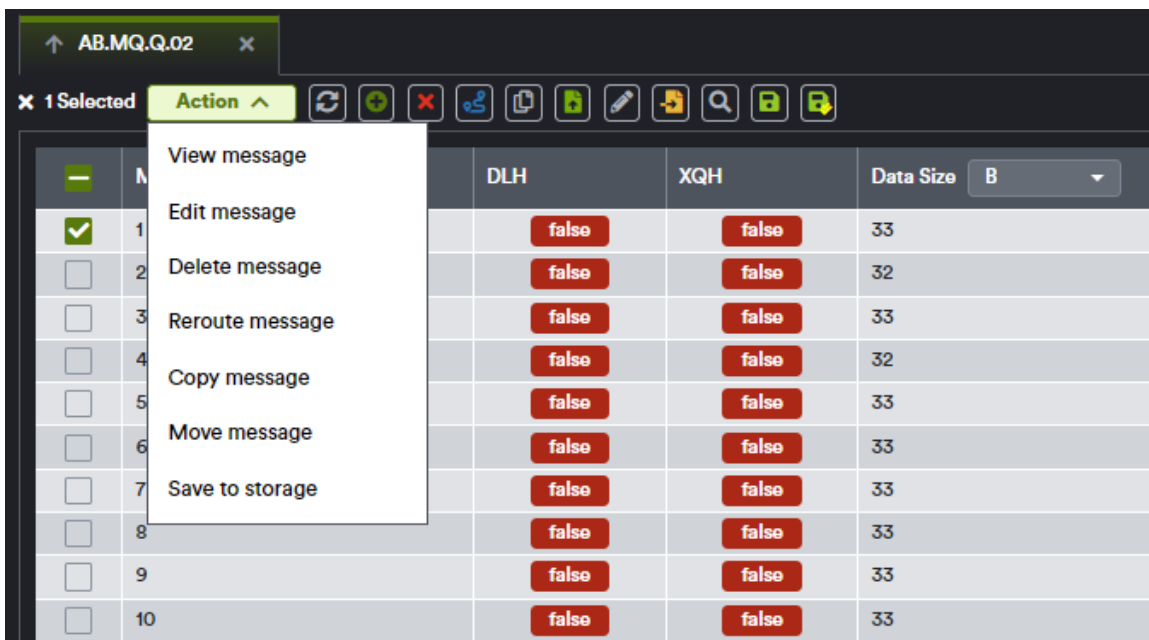 AB.MQ.Q.02
1 Selected Action
View message
Edit message
Delete message
Reroute message
Copy message
Move message
Save to storage
DLH XQH Data Size B
1 false false 33
2 false false 32
3 false false 33
4 false false 32
5 false false 33
6 false false 33
7 false false 33
8 false false 33
9 false false 33
10 false false 33